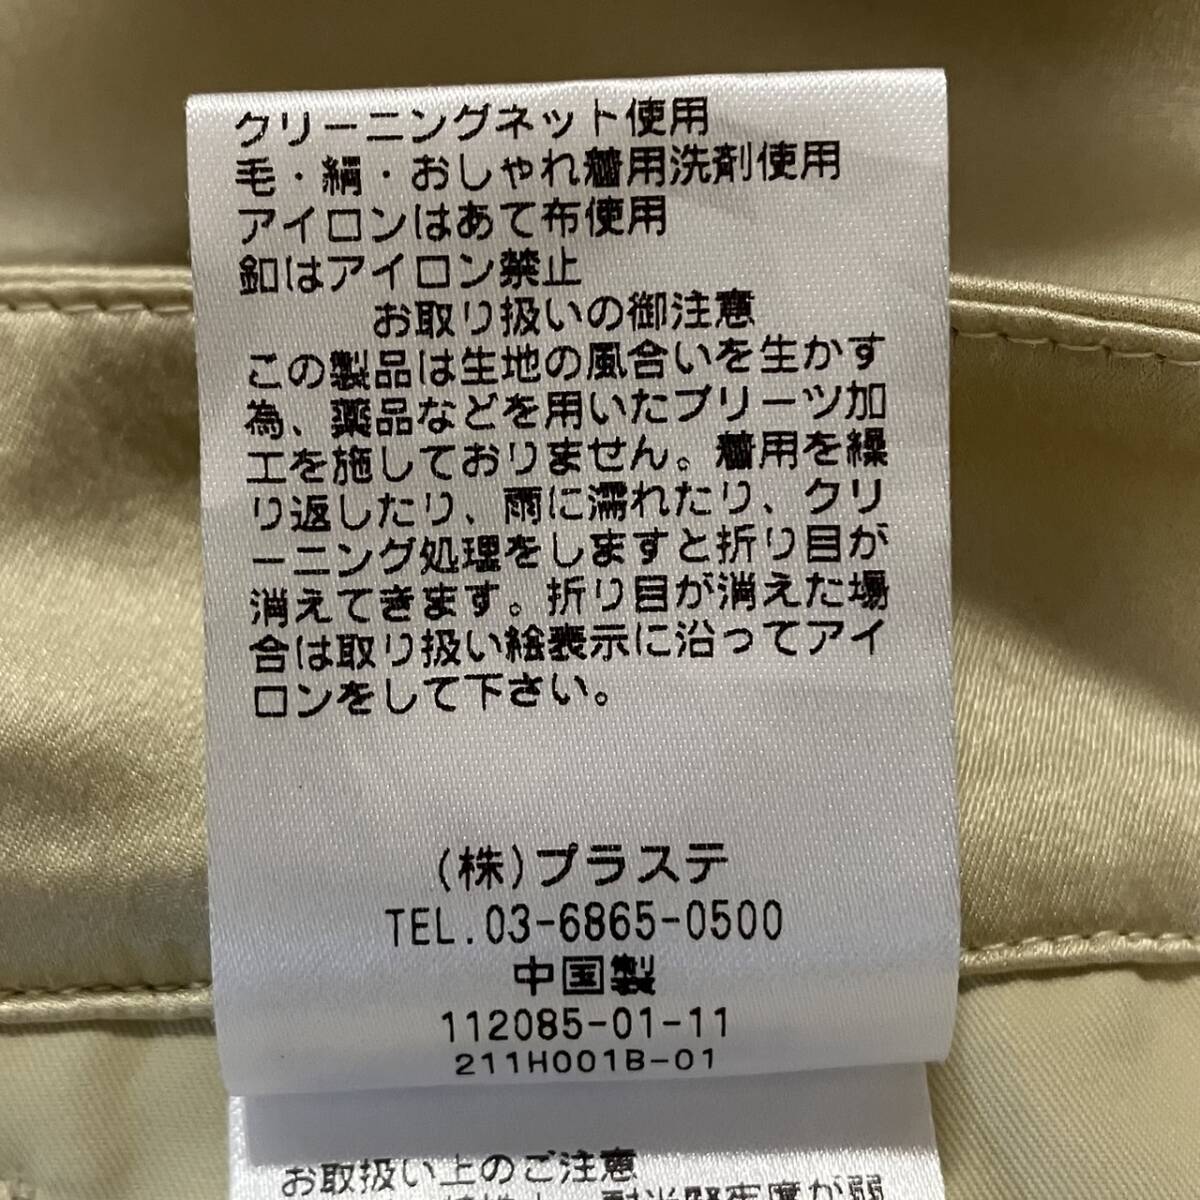 クリーニングネット使用
毛・絹・おしゃれ着用洗剤使用
アイロンはあて布使用
釦はアイロン禁止
お取り扱いの御注意
この製品は生地の風合いを生かす
為、薬品などを用いたプリーツ加
工を施しておりません。着用を繰
り返したり、雨に濡れたり、クリ
ーニング処理をしますと折り目が
消えてきます。折り目が消えた場
合は取り扱い絵表示に沿ってアイ
ロンをして下さい。
(株)プラステ
TEL.03-6865-0500
中国製
112085-01-11
211H001B-01
お取扱い上のご注意